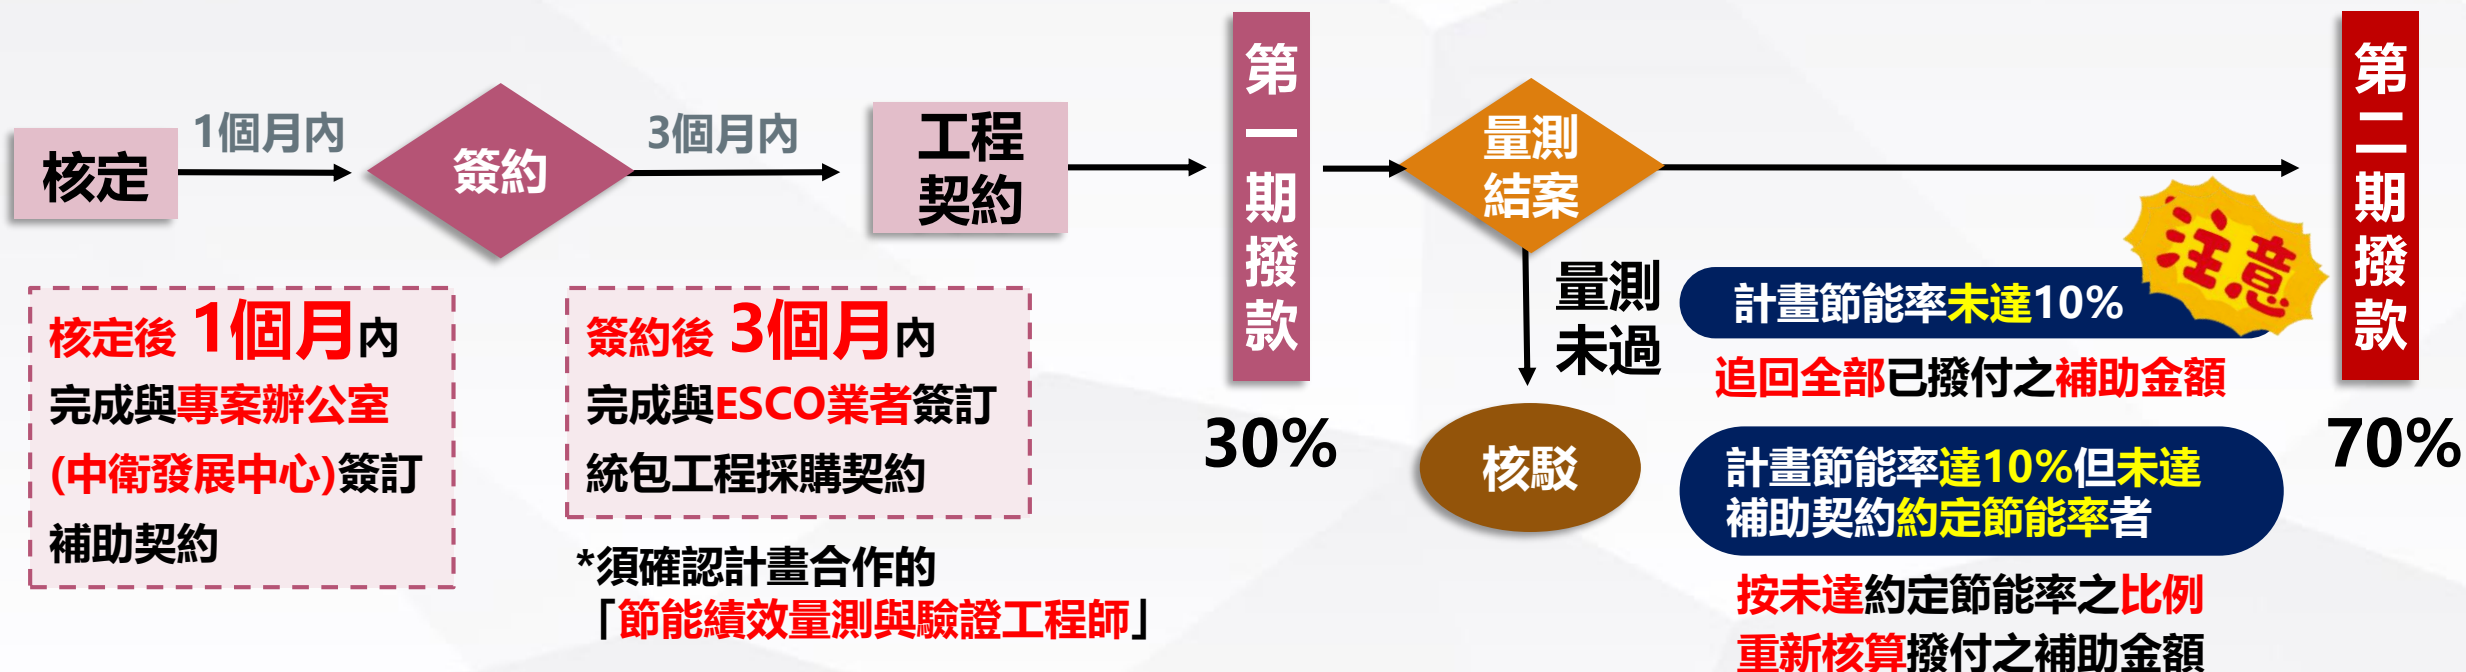 核定
1個月內
簽約
3個月內
工程
契約
第一期撥款
30%
量測
結案
第二期撥款
70%
核定後 1個月內
完成與專案辦公室
(中衛發展中心)簽訂
補助契約
簽約後 3個月內
完成與ESCO業者簽訂
統包工程採購契約
*須確認計畫合作的
「節能績效量測與驗證工程師」
量測
未過
核駁
注意
計畫節能率未達10%
追回全部已撥付之補助金額
計畫節能率達10%但未達
補助契約約定節能率者
按未達約定節能率之比例
重新核算撥付之補助金額